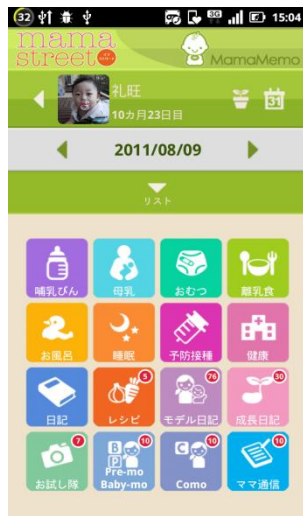 32
3G
15:04
mama
street
MamaMemo
礼旺
10カ月23日目
31
2011/08/09
リスト
哺乳びん
母乳
おむつ
離乳食
お風呂
睡眠
予防接種
健康
5
76
30
日記
レシピ
モデル日記
成長日記
7
10
10
10
B
P
C
お試し隊
Pre-mo
Baby-mo
Como
ママ通信